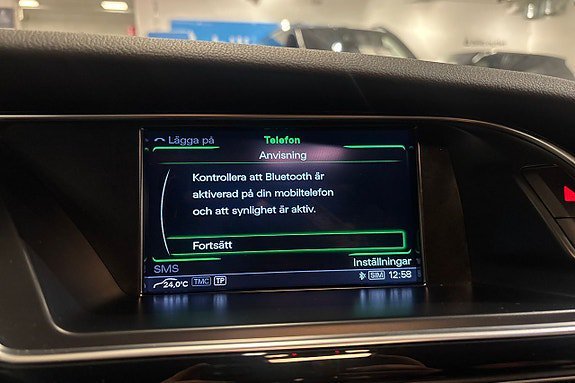 Lägga på
Telefon
Anvisning
Kontrollera att Bluetooth är
aktiverad på din mobiltelefon
och att synlighet är aktiv.
Fortsätt
SMS
Inställningar
24,0°C TMC TP
SIM 12:58